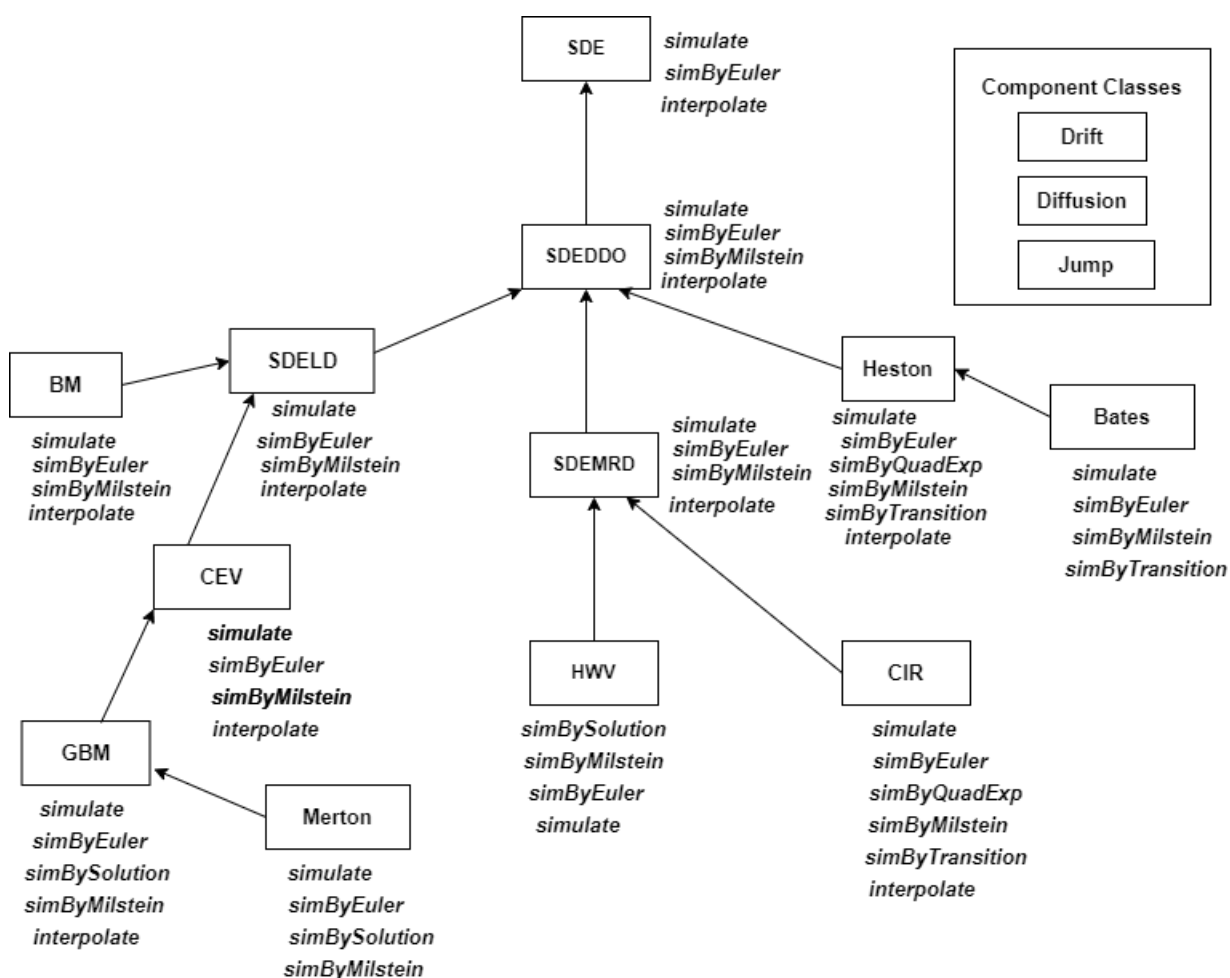 SDE
simulate
simByEuler
interpolate
Component Classes
Drift
Diffusion
Jump
SDEDDO
simulate
simByEuler
simByMilstein
interpolate
BM
simulate
simByEuler
simByMilstein
interpolate
SDELD
simulate
simByEuler
simByMilstein
interpolate
SDEMRD
simulate
simByEuler
simByMilstein
interpolate
Heston
simulate
simByEuler
simByQuadExp
simByMilstein
simByTransition
interpolate
Bates
simulate
simByEuler
simByMilstein
simByTransition
CEV
simulate
simByEuler
simByMilstein
interpolate
GBM
simulate
simByEuler
simBySolution
simByMilstein
interpolate
Merton
simulate
simByEuler
simBySolution
simByMilstein
HWV
simBySolution
simByMilstein
simByEuler
simulate
CIR
simulate
simByEuler
simByQuadExp
simByMilstein
simByTransition
interpolate